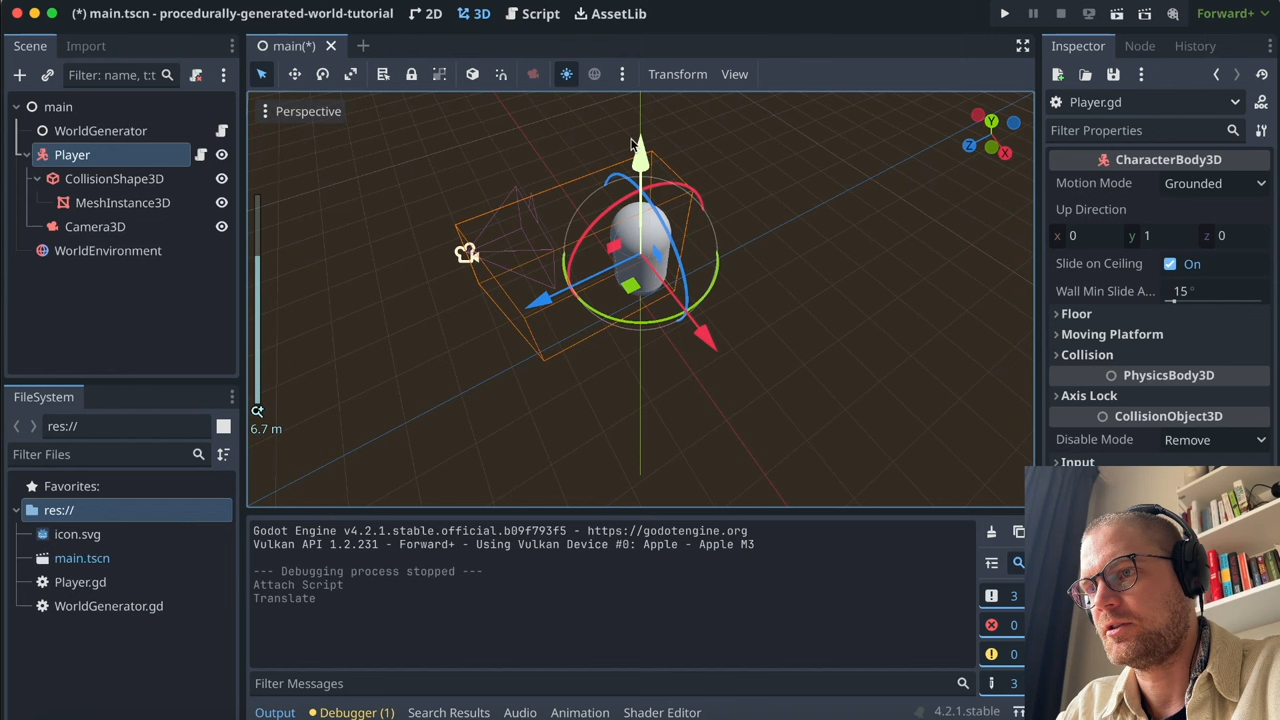 (*) main.tscn - procedurally-generated-world-tutorial
2D
3D
Script
AssetLib
Forward+
Scene
Import
main(*)
Inspector
Node
History
Filter: name, t:t
Transform
View
Player.gd
Perspective
Y
Z
X
Filter Properties
main
WorldGenerator
Player
CollisionShape3D
MeshInstance3D
Camera3D
WorldEnvironment
CharacterBody3D
Motion Mode
Grounded
Up Direction
x 0
y 1
z 0
Slide on Ceiling
On
Wall Min Slide A...
15 °
Floor
Moving Platform
Collision
PhysicsBody3D
Axis Lock
CollisionObject3D
Disable Mode
Remove
Input
6.7 m
FileSystem
res://
Filter Files
Favorites:
res://
icon.svg
main.tscn
Player.gd
WorldGenerator.gd
Godot Engine v4.2.1.stable.official.b09f793f5 - https://godotengine.org
Vulkan API 1.2.231 - Forward+ - Using Vulkan Device #0: Apple - Apple M3
--- Debugging process stopped ---
Attach Script
Translate
3
0
0
3
Filter Messages
Output
Debugger (1)
Search Results
Audio
Animation
Shader Editor
4.2.1.stable